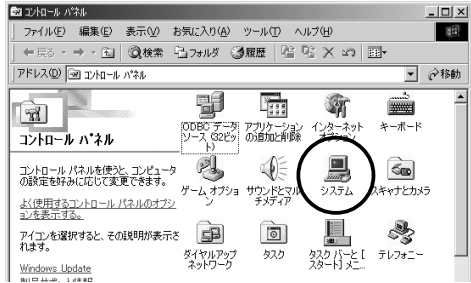 コントロール パネル
ファイル(F) 編集(E) 表示(V) お気に入り(A) ツール(T) ヘルプ(H)
戻る 検索 フォルダ 履歴
アドレス(D) コントロール パネル 移動
コントロール パネル
コントロール パネルを使うと、コンピュータ
の設定を好みに応じて変更できます。
よく使用するコントロール パネルのオプシ
ョンを表示する。
アイコンを選択すると、その説明が表示さ
れます。
Windows Update
ODBC データ
ソース (32ビッ
ト)
アプリケーション
の追加と削除
インターネット
オプション
キーボード
ゲーム オプショ
ン
サウンドとマル
チメディア
システム
スキャナとカメラ
ダイヤルアップ
ネットワーク
タスク
タスク バーと [
スタート] メニ...
テレフォニー